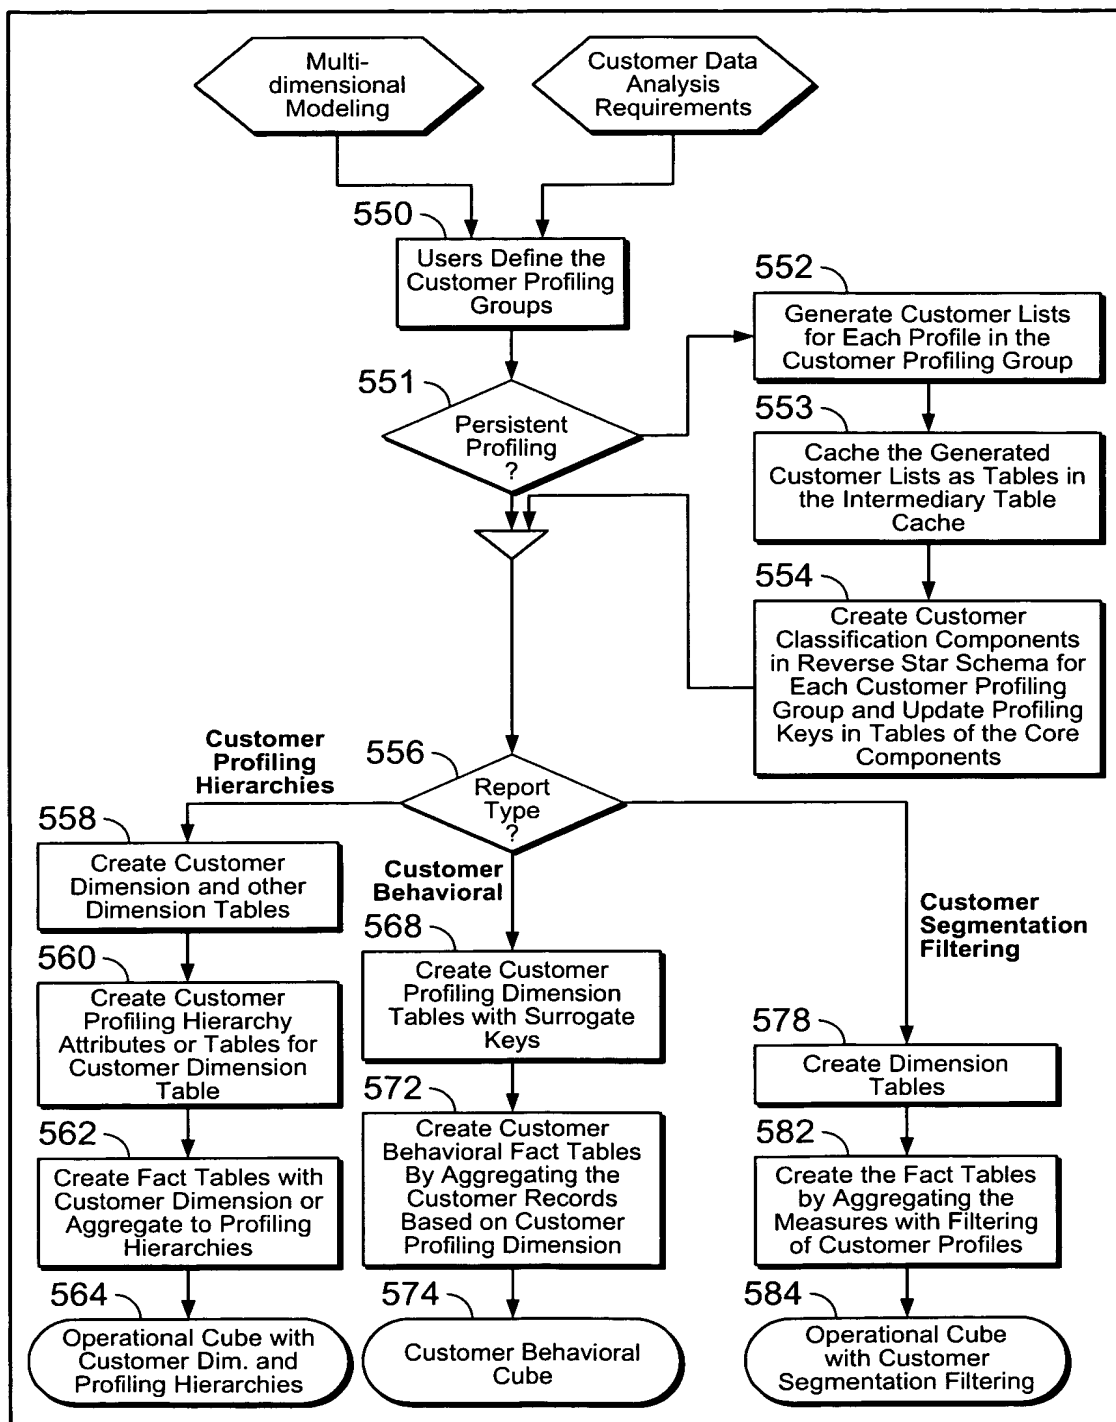 Multi-
dimensional
Modeling
Customer Data
Analysis
Requirements
550
Users Define the
Customer Profiling
Groups
551
Persistent
Profiling
?
552
Generate Customer Lists
for Each Profile in the
Customer Profiling Group
553
Cache the Generated
Customer Lists as Tables in
the Intermediary Table
Cache
554
Create Customer
Classification Components
in Reverse Star Schema for
Each Customer Profiling
Group and Update Profiling
Keys in Tables of the Core
Components
556
Report
Type
?
Customer
Profiling
Hierarchies
558
Create Customer
Dimension and other
Dimension Tables
560
Create Customer
Profiling Hierarchy
Attributes or Tables for
Customer Dimension
Table
562
Create Fact Tables with
Customer Dimension or
Aggregate to Profiling
Hierarchies
564
Operational Cube with
Customer Dim. and
Profiling Hierarchies
Customer
Behavioral
568
Create Customer
Profiling Dimension
Tables with Surrogate
Keys
572
Create Customer
Behavioral Fact Tables
By Aggregating the
Customer Records
Based on Customer
Profiling Dimension
574
Customer Behavioral
Cube
Customer
Segmentation
Filtering
578
Create Dimension
Tables
582
Create the Fact Tables
by Aggregating the
Measures with Filtering
of Customer Profiles
584
Operational Cube
with Customer
Segmentation Filtering